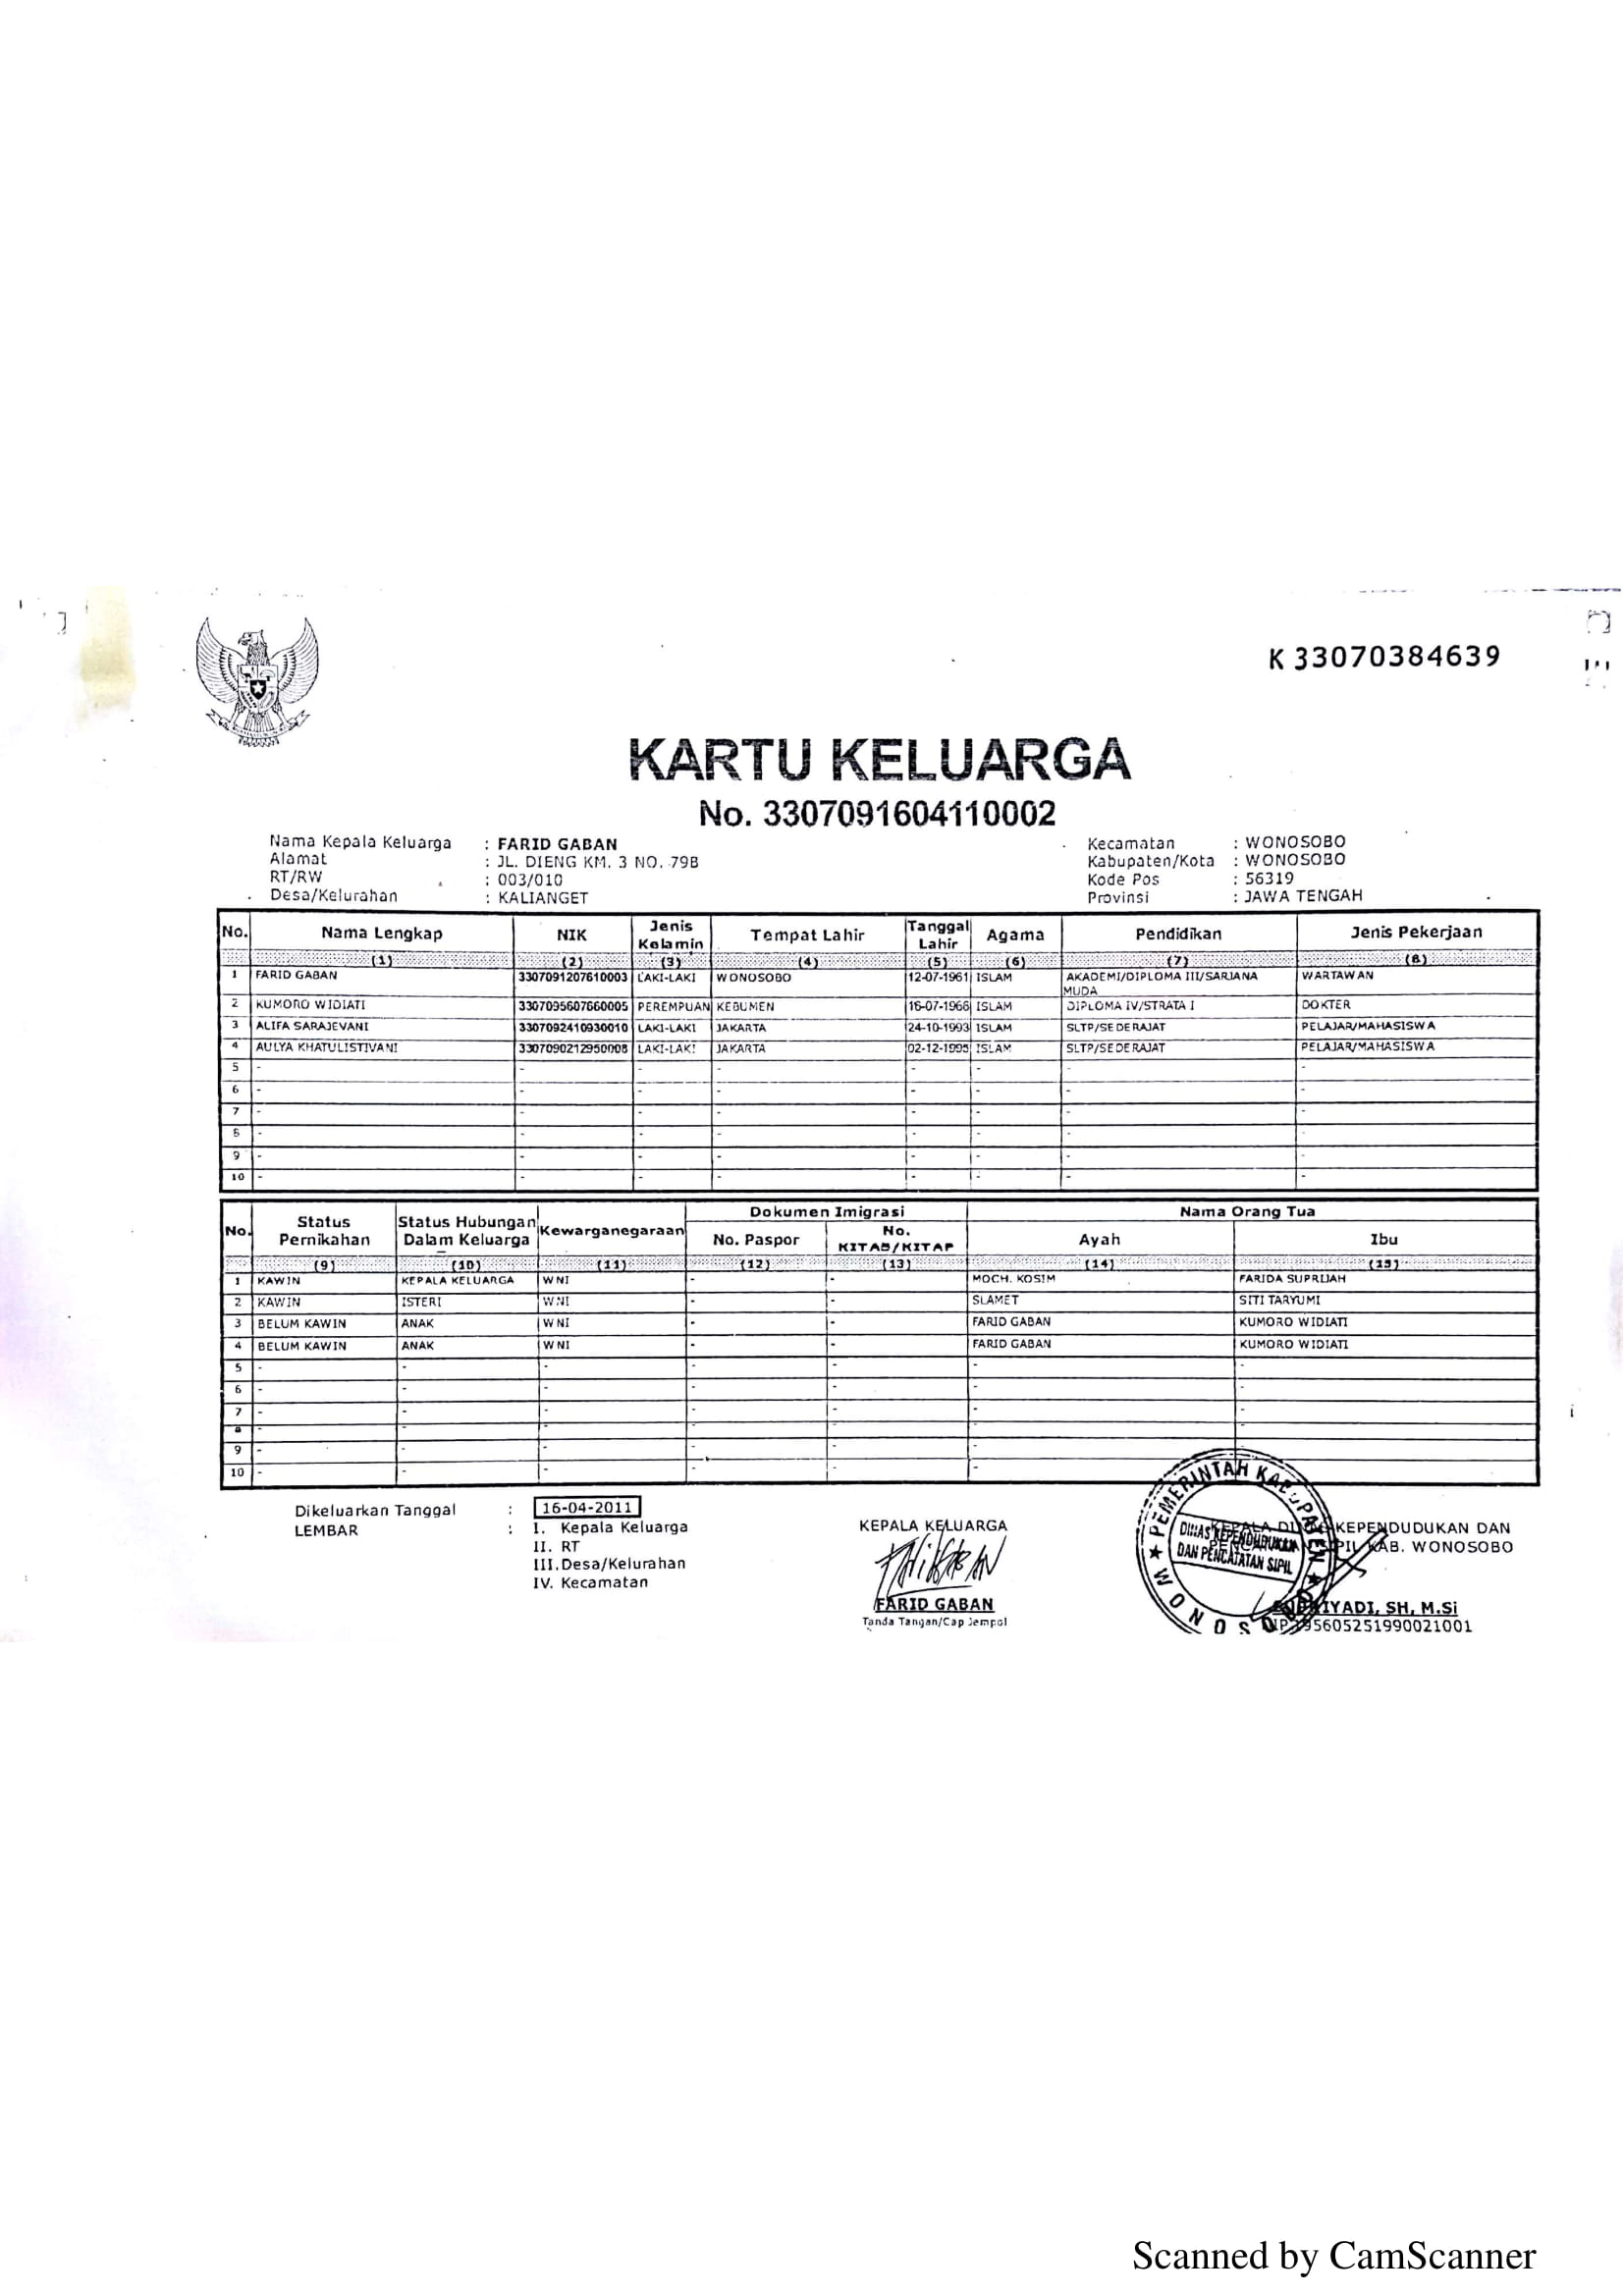 K 33070384639
KARTU KELUARGA
No. 3307091604110002
Nama Kepala Keluarga : FARID GABAN
Kecamatan : WONOSOBO
Alamat : JL. DIENG KM. 3 NO. 79B
Kabupaten/Kota : WONOSOBO
RT/RW : 003/010
Kode Pos : 56319
Desa/Kelurahan : KALIANGET
Provinsi : JAWA TENGAH
No. Nama Lengkap NIK Jenis Kelamin Tempat Lahir Tanggal Lahir Agama Pendidikan Jenis Pekerjaan
(1) (2) (3) (4) (5) (6) (7) (8)
1 FARID GABAN 3307091207610003 LAKI-LAKI WONOSOBO 12-07-1961 ISLAM AKADEMI/DIPLOMA III/SARJANA MUDA WARTAWAN
2 KUMORO WIDIATI 3307095607660005 PEREMPUAN KEBUMEN 16-07-1966 ISLAM DIPLOMA IV/STRATA I DOKTER
3 ALIFA SARAJEVANI 3307092410930010 LAKI-LAKI JAKARTA 24-10-1993 ISLAM SLTP/SEDERAJAT PELAJAR/MAHASISWA
4 AULYA KHATULISTIVANI 3307090212950008 LAKI-LAKI JAKARTA 02-12-1995 ISLAM SLTP/SEDERAJAT PELAJAR/MAHASISWA
5 - - - - - - - -
6 - - - - - - - -
7 - - - - - - - -
8 - - - - - - - -
9 - - - - - - - -
10 - - - - - - - -
No. Status Pernikahan Status Hubungan Dalam Keluarga Kewarganegaraan Dokumen Imigrasi Nama Orang Tua
No. Paspor No. KITAS/KITAP Ayah Ibu
(9) (10) (11) (12) (13) (14) (15)
1 KAWIN KEPALA KELUARGA WNI - - MOCH. KOSIM FARIDA SUPRIJAH
2 KAWIN ISTERI WNI - - SLAMET SITI TARYUMI
3 BELUM KAWIN ANAK WNI - - FARID GABAN KUMORO WIDIATI
4 BELUM KAWIN ANAK WNI - - FARID GABAN KUMORO WIDIATI
5 - - - - - - -
6 - - - - - - -
7 - - - - - - -
8 - - - - - - -
9 - - - - - - -
10 - - - - - - -
Dikeluarkan Tanggal : 16-04-2011
LEMBAR : I. Kepala Keluarga
II. RT
III. Desa/Kelurahan
IV. Kecamatan
KEPALA KELUARGA
FARID GABAN
Tanda Tangan/Cap Jempol
PEMERINTAH KABUPATEN
DINAS KEPENDUDUKAN
DAN PENCATATAN SIPIL
WONOSOBO
KEPALA DINAS KEPENDUDUKAN DAN
SIPIL KAB. WONOSOBO
IYADI, SH, M.Si
NIP 195605251990021001
Scanned by CamScanner